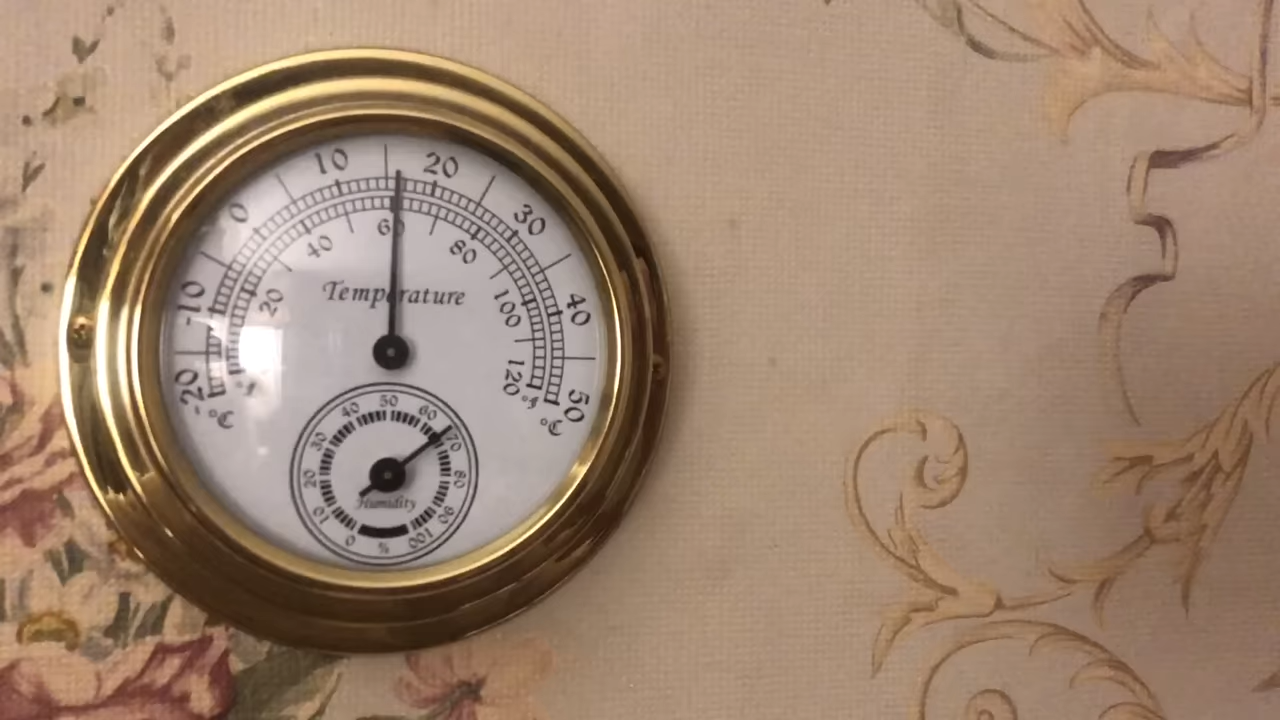 -20 -10 0 10 20 30 40 50
°C °C
20 40 60 80 100 120
°F °F
Temperature
0 10 20 30 40 50 60 70 80 90 100
Humidity
%